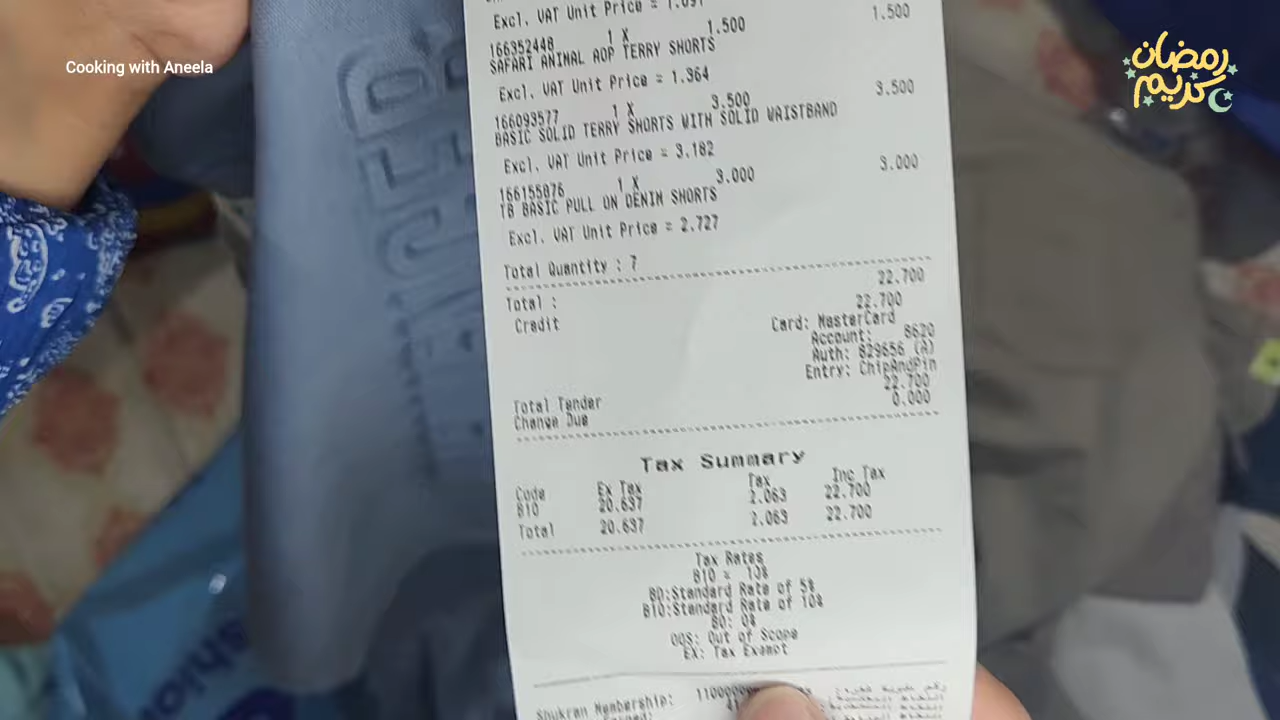 Cooking with Aneela
رمضان
كريم
Excl. VAT Unit Price = 1.091
166352448 1 X 1.500 1.500
SAFARI ANIMAL AOP TERRY SHORTS
Excl. VAT Unit Price = 1.364
166093577 1 X 3.500 3.500
BASIC SOLID TERRY SHORTS WITH SOLID WAISTBAND
Excl. VAT Unit Price = 3.182
166155076 1 X 3.000 3.000
TB BASIC PULL ON DENIM SHORTS
Excl. VAT Unit Price = 2.727
Total Quantity : 7
Total : 22.700
Credit 22.700
Card: MasterCard
Account: 8620
Auth: 829656 (A)
Entry: ChipAndPin
Total Tender 22.700
Change Due 0.000
Tax Summary
Code Ex Tax Tax Inc Tax
B10 20.637 2.063 22.700
Total 20.637 2.063 22.700
Tax Rates
B10 = 10%
BD:Standard Rate of 5%
B10:Standard Rate of 10%
BO: 0%
OOS: Out of Scope
EX: Tax Exempt
Shukran Membership: